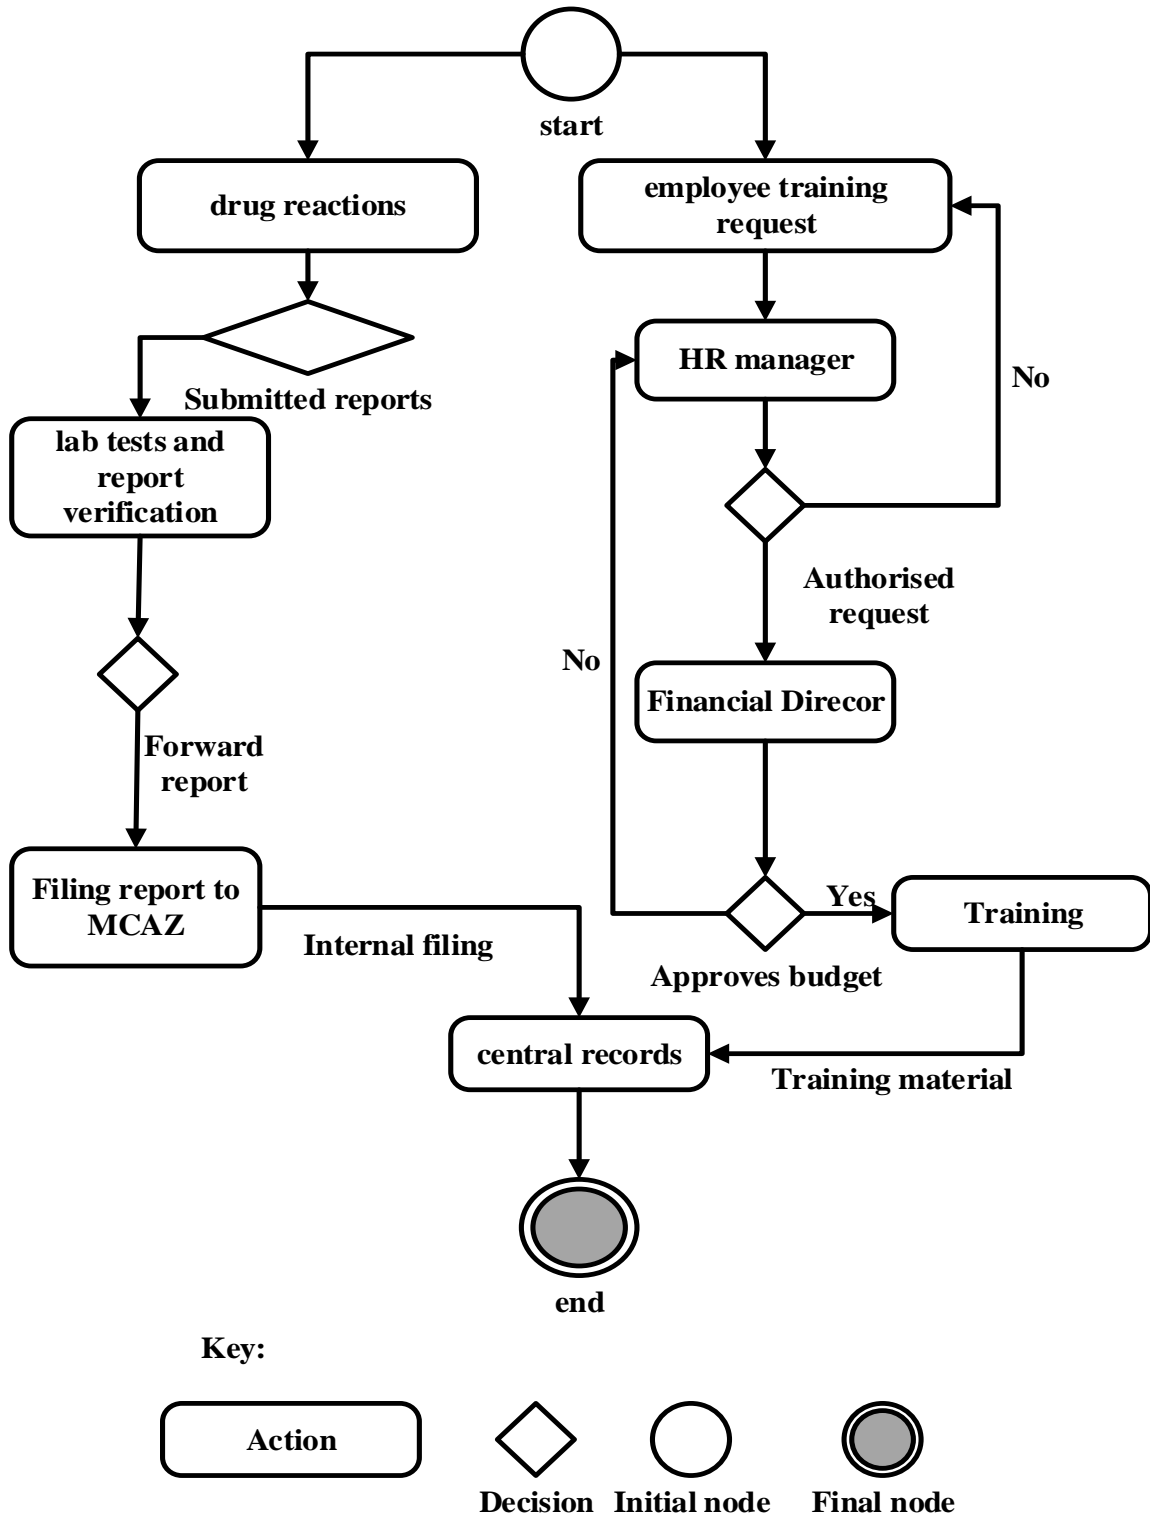 start
drug reactions
employee training
request
HR manager
No
Submitted reports
lab tests and
report
verification
Authorised
request
No
Financial Direcor
Forward
report
Filing report to
MCAZ
Internal filing
Yes
Training
Approves budget
central records
Training material
end
Key:
Action
Decision
Initial node
Final node